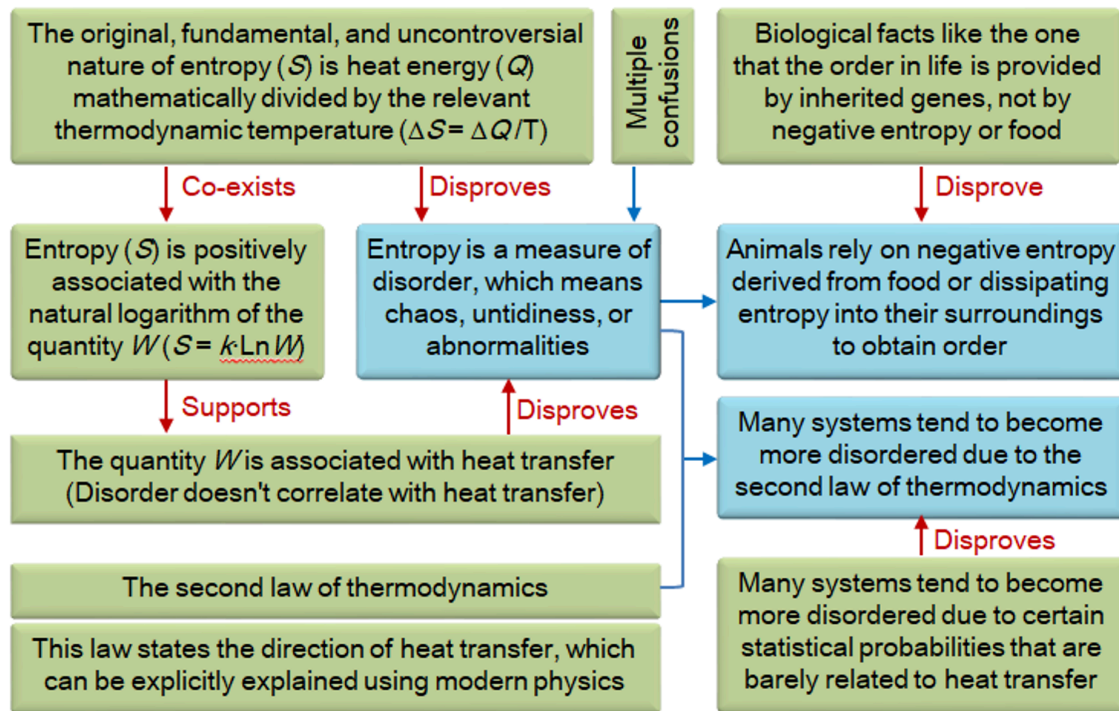 The original, fundamental, and uncontroversial
nature of entropy (S) is heat energy (Q)
mathematically divided by the relevant
thermodynamic temperature (ΔS = ΔQ/T)
Multiple
confusions
Biological facts like the one
that the order in life is provided
by inherited genes, not by
negative entropy or food
Co-exists
Disproves
Disprove
Entropy (S) is positively
associated with the
natural logarithm of the
quantity W (S = k·LnW)
Entropy is a measure of
disorder, which means
chaos, untidiness, or
abnormalities
Animals rely on negative entropy
derived from food or dissipating
entropy into their surroundings
to obtain order
Supports
Disproves
The quantity W is associated with heat transfer
(Disorder doesn't correlate with heat transfer)
Many systems tend to become
more disordered due to the
second law of thermodynamics
Disproves
The second law of thermodynamics
This law states the direction of heat transfer, which
can be explicitly explained using modern physics
Many systems tend to become
more disordered due to certain
statistical probabilities that are
barely related to heat transfer